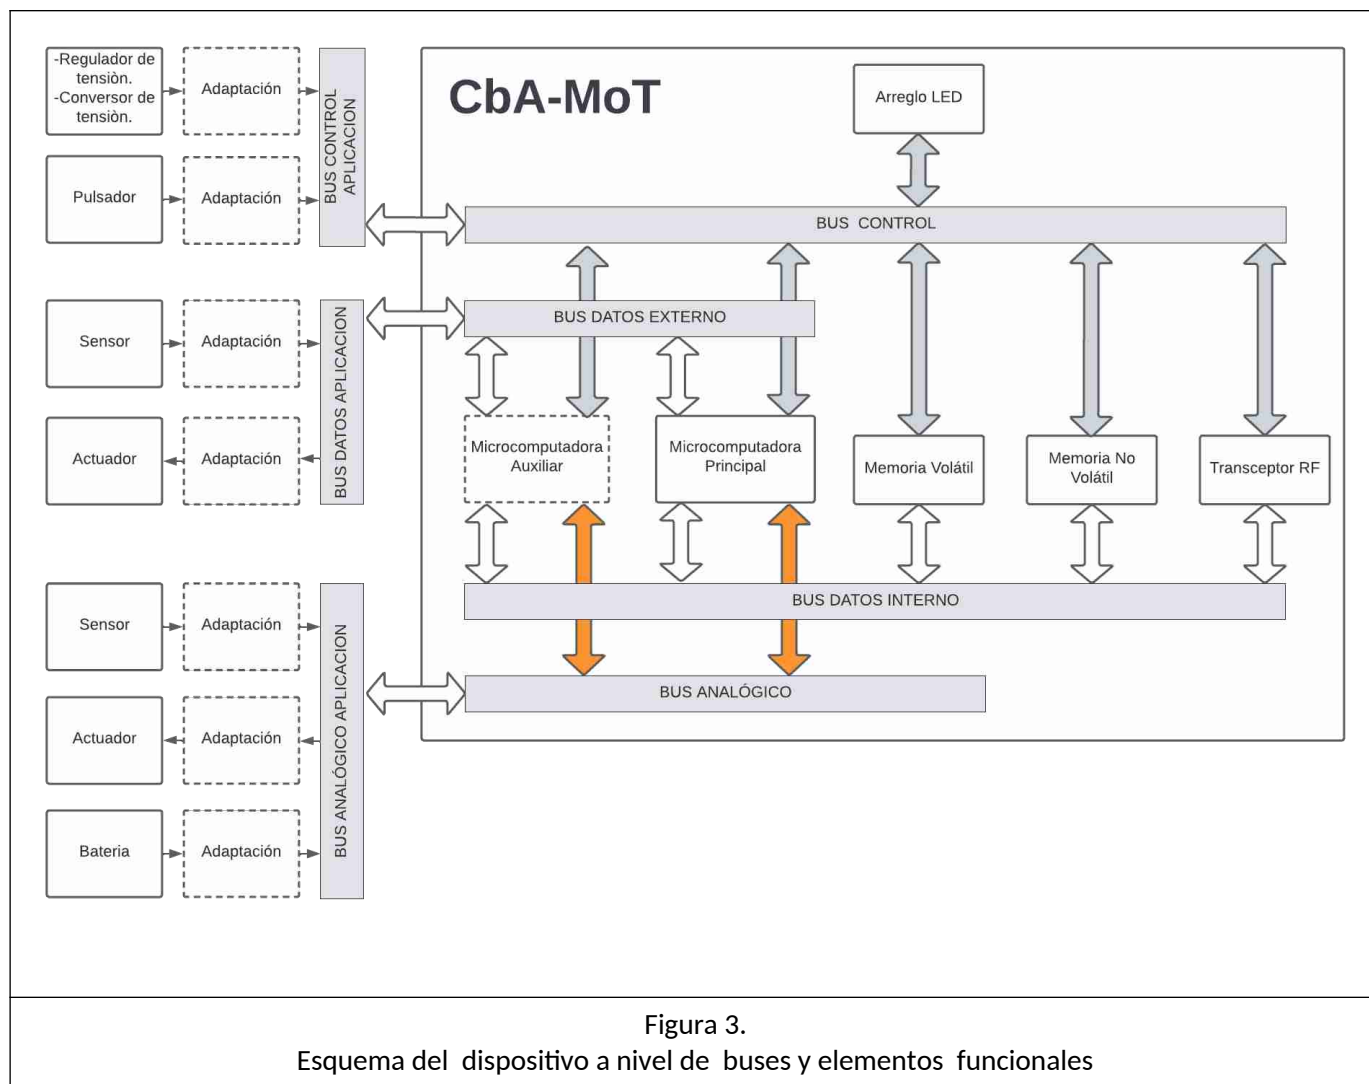 -Regulador de
tensiòn.
-Conversor de
tensiòn.
Adaptación
BUS CONTROL
APLICACION
CbA-MoT
Arreglo LED
Pulsador
Adaptación
BUS  CONTROL
Sensor
Adaptación
BUS DATOS APLICACION
BUS DATOS EXTERNO
Actuador
Adaptación
Microcomputadora
Auxiliar
Microcomputadora
Principal
Memoria Volátil
Memoria No
Volátil
Transceptor RF
Sensor
Adaptación
BUS ANALÓGICO APLICACION
BUS DATOS INTERNO
BUS ANALÓGICO
Actuador
Adaptación
Bateria
Adaptación
Figura 3.
Esquema del  dispositivo a nivel de  buses y elementos  funcionales